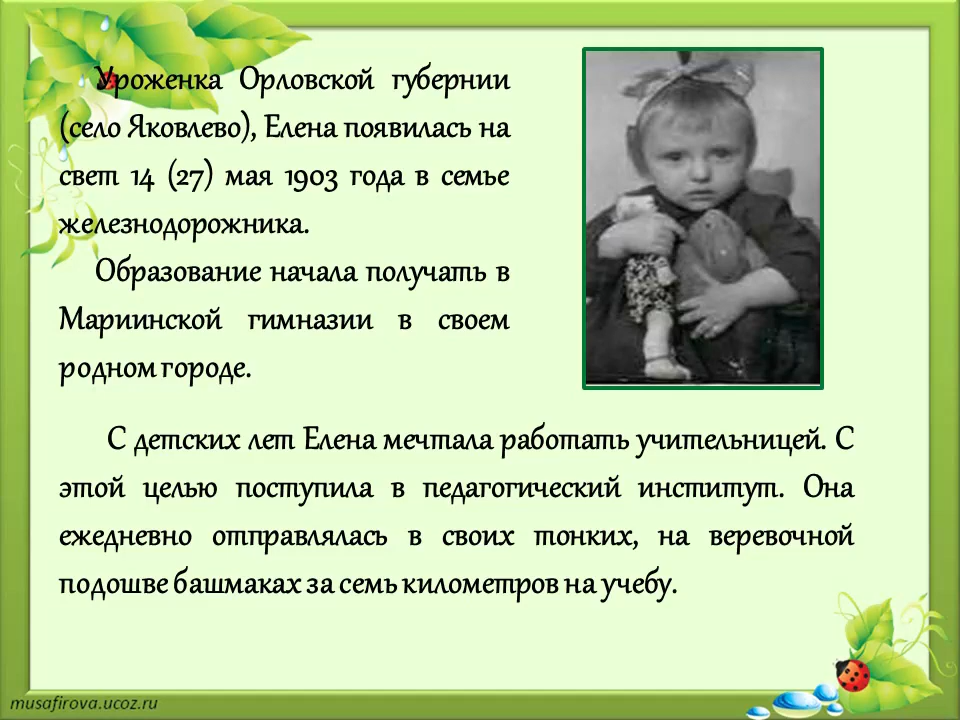 Уроженка Орловской губернии
(село Яковлево), Елена появилась на
свет 14 (27) мая 1903 года в семье
железнодорожника.
Образование начала получать в
Мариинской гимназии в своем
родном городе.
С детских лет Елена мечтала работать учительницей. С
этой целью поступила в педагогический институт. Она
ежедневно отправлялась в своих тонких, на веревочной
подошве башмаках за семь километров на учебу.
musafirova.ucoz.ru